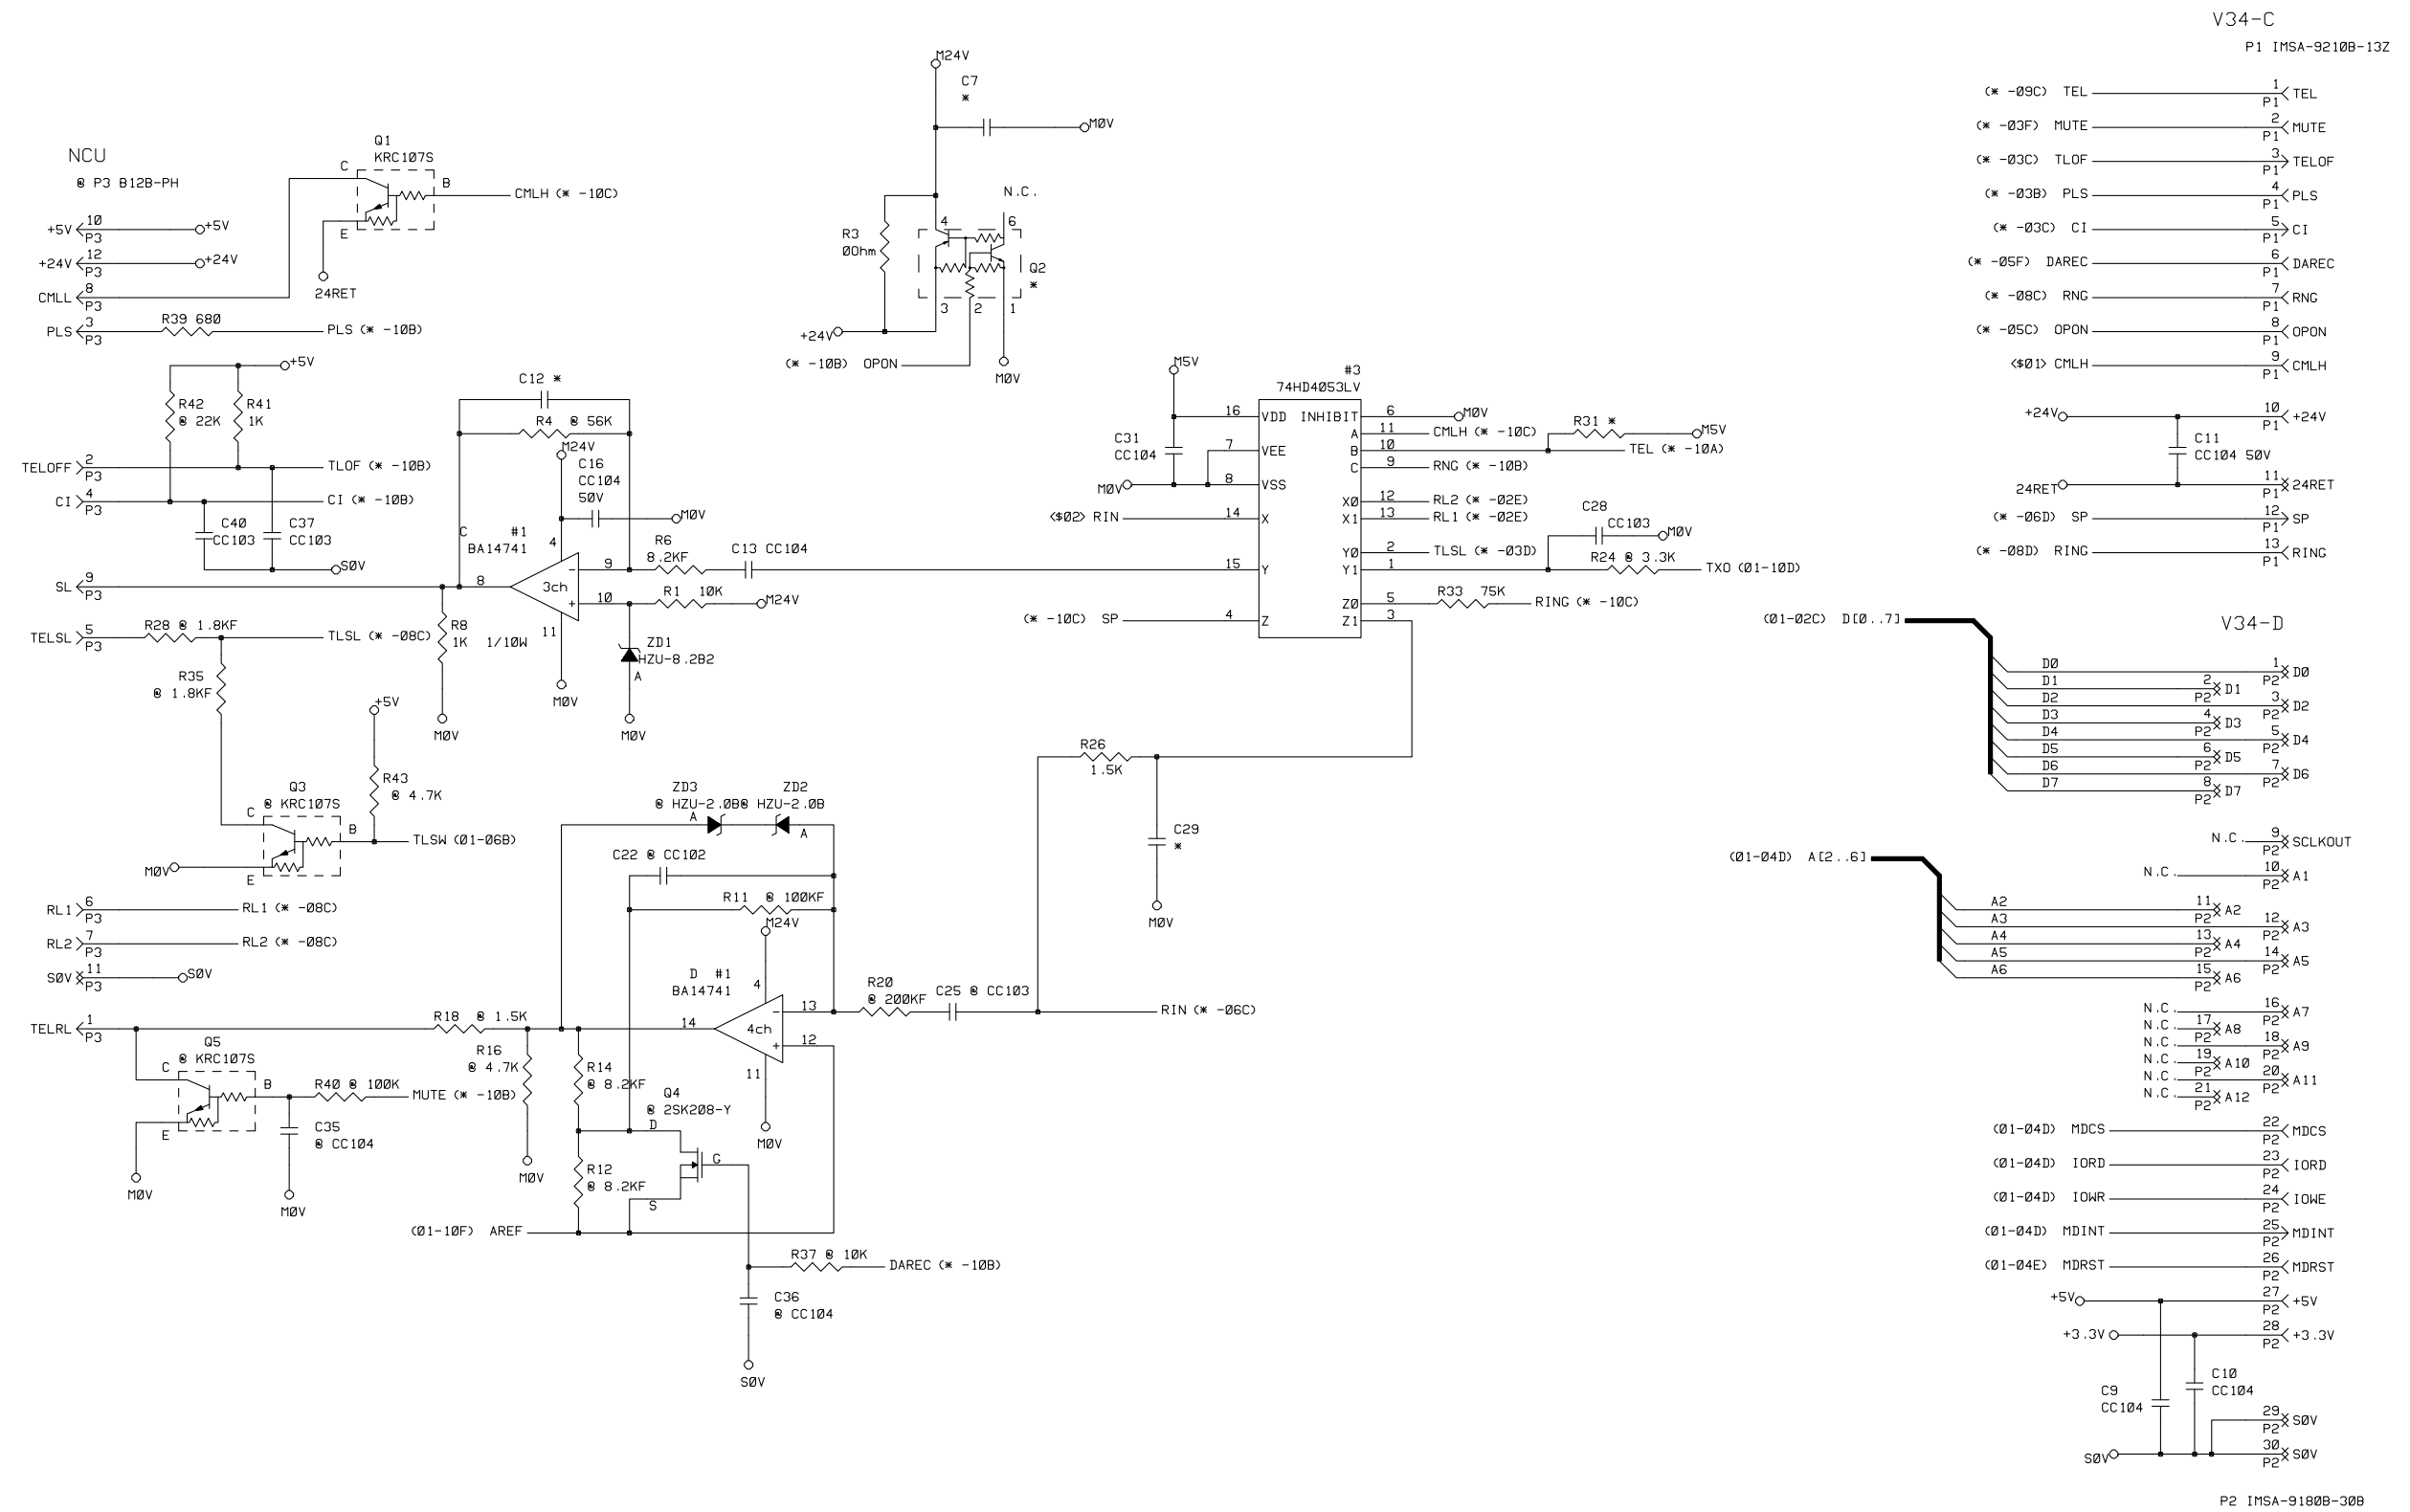 V34-C
P1 IMSA-9210B-13Z
NCU
@ P3 B12B-PH
+5V 10 P3 +5V
+24V 12 P3 +24V
CMLL 8 P3
PLS 3 P3 R39 680 PLS (* -10B)
Q1
KRC107S
C
B
E
CMLH (* -10C)
24RET
M24V
C7
*
M0V
N.C.
R3
0Ohm
4
6
Q2
*
3
2
1
+24V
(* -10B) OPON
M0V
+5V
R42
@ 22K
R41
1K
TELOFF 2 P3 TLOF (* -10B)
CI 4 P3 CI (* -10B)
C40
CC103
C37
CC103
S0V
C12 *
R4 @ 56K
M24V
C16
CC104
50V
M0V
C #1
BA14741
4
3ch
9
10
11
8
R6
8.2KF
C13 CC104
R1 10K
M24V
SL 9 P3
R8
1K 1/10W
M0V
M0V
ZD1
HZU-8.2B2
A
M0V
TELSL 5 P3 R28 @ 1.8KF TLSL (* -08C)
R35
@ 1.8KF
+5V
R43
@ 4.7K
Q3
@ KRC107S
C
B
E
M0V
TLSW (01-06B)
RL1 6 P3 RL1 (* -08C)
RL2 7 P3 RL2 (* -08C)
S0V 11 P3 S0V
TELRL 1 P3
Q5
@ KRC107S
C
B
E
M0V
R40 @ 100K
MUTE (* -10B)
C35
@ CC104
M0V
R18 @ 1.5K
R16
@ 4.7K
M0V
ZD3
@ HZU-2.0B
A
ZD2
@ HZU-2.0B
A
C22 @ CC102
R11 @ 100KF
M24V
D #1
BA14741
4
4ch
14
13
12
11
M0V
R20
@ 200KF
C25 @ CC103
RIN (* -06C)
R14
@ 8.2KF
Q4
@ 2SK208-Y
D
G
S
R12
@ 8.2KF
(01-10F) AREF
R37 @ 10K
DAREC (* -10B)
C36
@ CC104
S0V
M5V
C31
CC104
M0V
#3
74HD4053LV
16 VDD
7 VEE
8 VSS
14 X
15 Y
4 Z
<$02> RIN
(* -10C) SP
INHIBIT 6 M0V
A 11 CMLH (* -10C)
B 10 TEL (* -10A)
R31 *
M5V
C 9 RNG (* -10B)
X0 12 RL2 (* -02E)
X1 13 RL1 (* -02E)
Y0 2 TLSL (* -03D)
Y1 1
C28
CC103
M0V
R24 @ 3.3K
TXO (01-10D)
Z0 5 R33 75K RING (* -10C)
Z1 3
R26
1.5K
C29
*
M0V
(* -09C) TEL 1 P1 TEL
(* -03F) MUTE 2 P1 MUTE
(* -03C) TLOF 3 P1 TELOF
(* -03B) PLS 4 P1 PLS
(* -03C) CI 5 P1 CI
(* -05F) DAREC 6 P1 DAREC
(* -08C) RNG 7 P1 RNG
(* -05C) OPON 8 P1 OPON
<$01> CMLH 9 P1 CMLH
+24V 10 P1 +24V
C11
CC104 50V
24RET 11 P1 24RET
(* -06D) SP 12 P1 SP
(* -08D) RING 13 P1 RING
V34-D
(01-02C) D[0..7]
D0 1 P2 D0
D1 2 P2 D1
D2 3 P2 D2
D3 4 P2 D3
D4 5 P2 D4
D5 6 P2 D5
D6 7 P2 D6
D7 8 P2 D7
N.C. 9 P2 SCLKOUT
(01-04D) A[2..6]
N.C. 10 P2 A1
A2 11 P2 A2
A3 12 P2 A3
A4 13 P2 A4
A5 14 P2 A5
A6 15 P2 A6
N.C. 16 P2 A7
N.C. 17 P2 A8
N.C. 18 P2 A9
N.C. 19 P2 A10
N.C. 20 P2 A11
N.C. 21 P2 A12
(01-04D) MDCS 22 P2 MDCS
(01-04D) IORD 23 P2 IORD
(01-04D) IOWR 24 P2 IOWE
(01-04D) MDINT 25 P2 MDINT
(01-04E) MDRST 26 P2 MDRST
+5V 27 P2 +5V
+3.3V 28 P2 +3.3V
C9
CC104
C10
CC104
29 P2 S0V
S0V 30 P2 S0V
P2 IMSA-9180B-30B